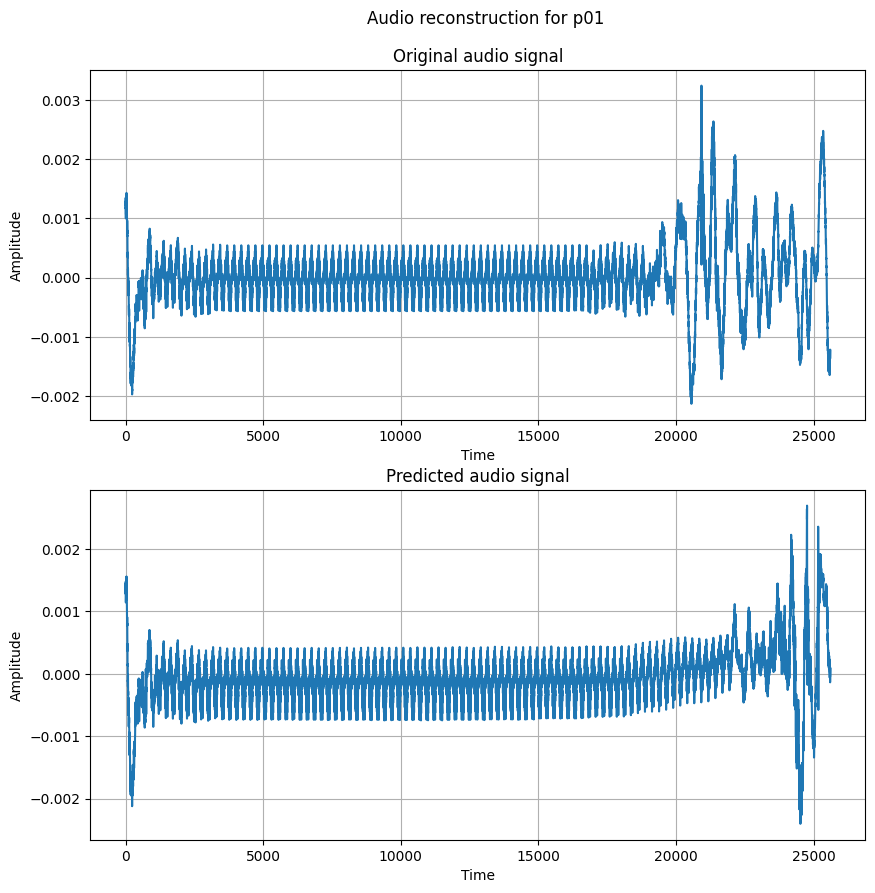 Audio reconstruction for p01
Original audio signal
0.003
0.002
0.001
0.000
−0.001
−0.002
Amplitude
0 5000 10000 15000 20000 25000
Time
Predicted audio signal
0.002
0.001
0.000
−0.001
−0.002
Amplitude
0 5000 10000 15000 20000 25000
Time